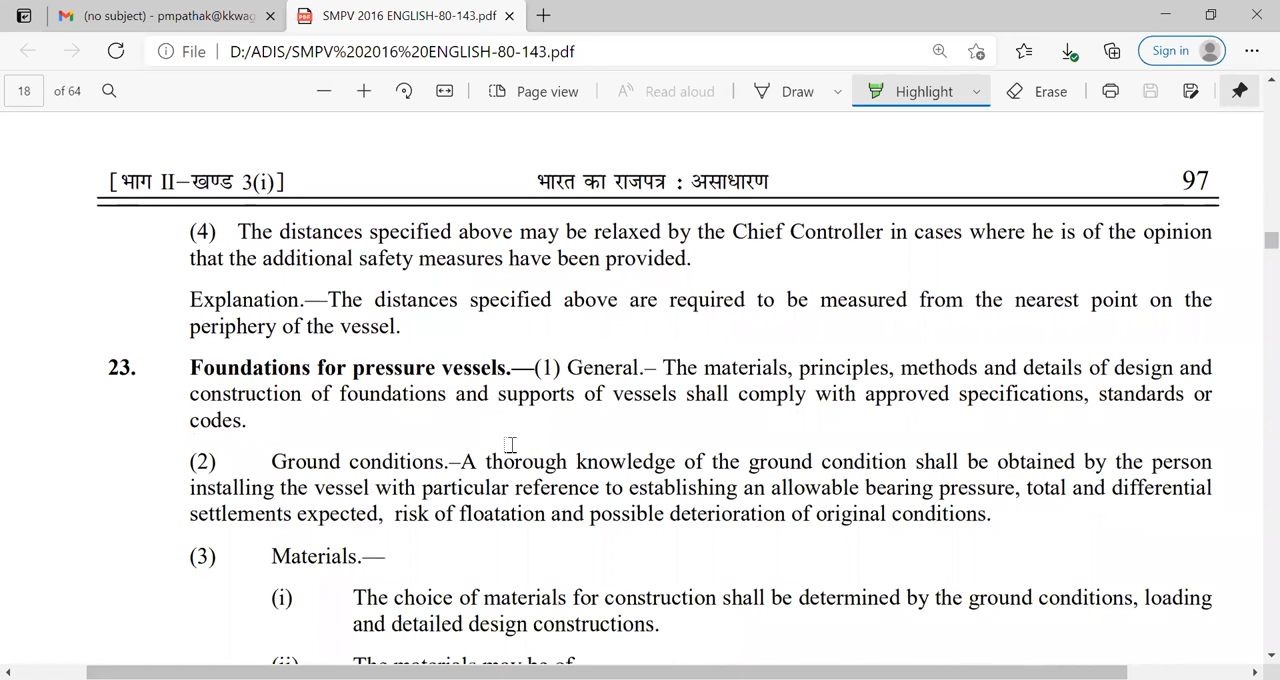 (no subject) - pmpathak@kkwag
SMPV 2016 ENGLISH-80-143.pdf
File
D:/ADIS/SMPV%202016%20ENGLISH-80-143.pdf
Sign in
18 of 64
Page view
Read aloud
Draw
Highlight
Erase
[भाग II—खण्ड 3(i)] भारत का राजपत्र : असाधारण 97
(4) The distances specified above may be relaxed by the Chief Controller in cases where he is of the opinion
that the additional safety measures have been provided.
Explanation.—The distances specified above are required to be measured from the nearest point on the
periphery of the vessel.
23. Foundations for pressure vessels.—(1) General.– The materials, principles, methods and details of design and
construction of foundations and supports of vessels shall comply with approved specifications, standards or
codes.
(2) Ground conditions.–A thorough knowledge of the ground condition shall be obtained by the person
installing the vessel with particular reference to establishing an allowable bearing pressure, total and differential
settlements expected, risk of floatation and possible deterioration of original conditions.
(3) Materials.—
(i) The choice of materials for construction shall be determined by the ground conditions, loading
and detailed design constructions.
(ii) The materials may be of